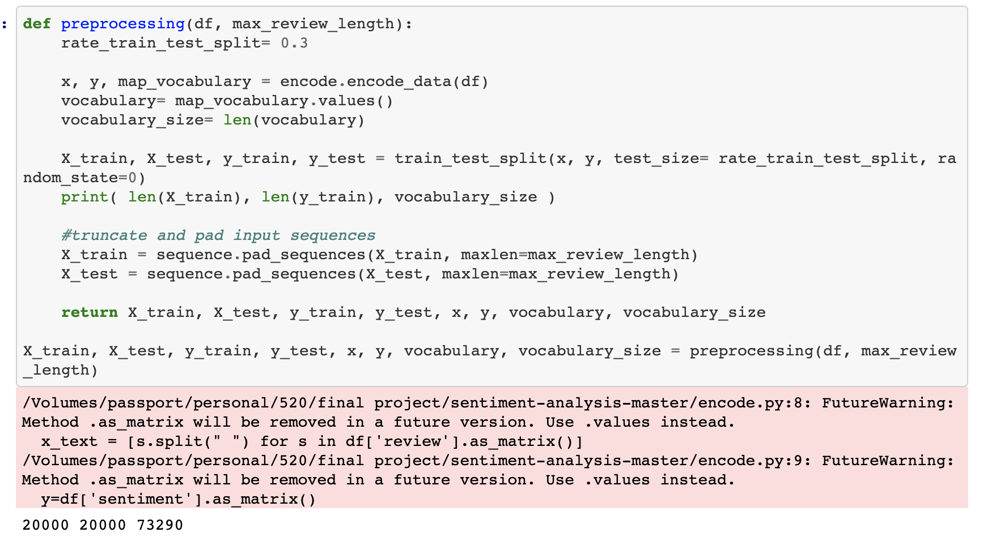 :
def preprocessing(df, max_review_length):
    rate_train_test_split= 0.3

    x, y, map_vocabulary = encode.encode_data(df)
    vocabulary= map_vocabulary.values()
    vocabulary_size= len(vocabulary)

    X_train, X_test, y_train, y_test = train_test_split(x, y, test_size= rate_train_test_split, ra
ndom_state=0)
    print( len(X_train), len(y_train), vocabulary_size )

    #truncate and pad input sequences
    X_train = sequence.pad_sequences(X_train, maxlen=max_review_length)
    X_test = sequence.pad_sequences(X_test, maxlen=max_review_length)

    return X_train, X_test, y_train, y_test, x, y, vocabulary, vocabulary_size

X_train, X_test, y_train, y_test, x, y, vocabulary, vocabulary_size = preprocessing(df, max_review
_length)
/Volumes/passport/personal/520/final project/sentiment-analysis-master/encode.py:8: FutureWarning:
Method .as_matrix will be removed in a future version. Use .values instead.
  x_text = [s.split(" ") for s in df['review'].as_matrix()]
/Volumes/passport/personal/520/final project/sentiment-analysis-master/encode.py:9: FutureWarning:
Method .as_matrix will be removed in a future version. Use .values instead.
  y=df['sentiment'].as_matrix()
20000 20000 73290